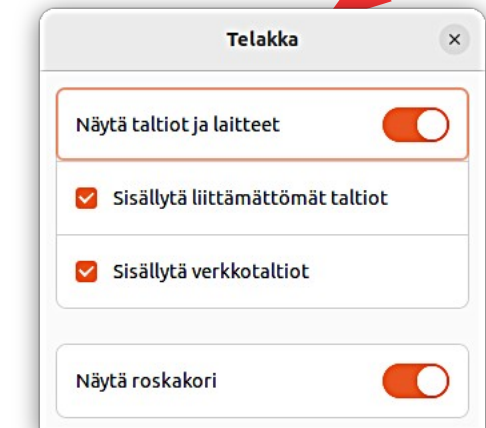 Telakka
Näytä taltiot ja laitteet
Sisällytä liittämättömät taltiot
Sisällytä verkkotaltiot
Näytä roskakori